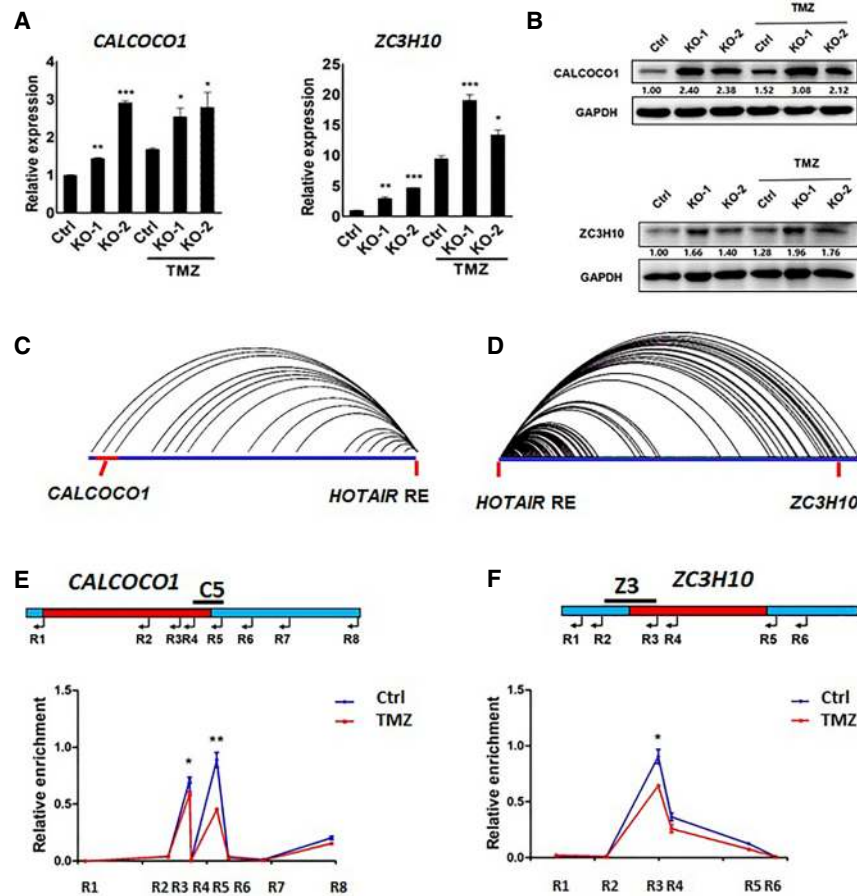 A
CALCOCO1
Relative expression
4
3
2
1
0
**
***
*
*
Ctrl
KO-1
KO-2
Ctrl
KO-1
KO-2
TMZ
ZC3H10
Relative expression
25
20
15
10
5
0
**
***
***
*
Ctrl
KO-1
KO-2
Ctrl
KO-1
KO-2
TMZ
B
TMZ
Ctrl KO-1 KO-2 Ctrl KO-1 KO-2
CALCOCO1
1.00 2.40 2.38 1.52 3.08 2.12
GAPDH
TMZ
Ctrl KO-1 KO-2 Ctrl KO-1 KO-2
ZC3H10
1.00 1.66 1.40 1.28 1.96 1.76
GAPDH
C
CALCOCO1
HOTAIR RE
D
HOTAIR RE
ZC3H10
E
CALCOCO1
C5
R1 R2 R3 R4 R5 R6 R7 R8
Relative enrichment
1.5
1.0
0.5
0.0
Ctrl
TMZ
*
**
R1 R2 R3 R4 R5 R6 R7 R8
F
Z3
ZC3H10
R1 R2 R3 R4 R5 R6
Relative enrichment
1.5
1.0
0.5
0.0
Ctrl
TMZ
*
R1 R2 R3 R4 R5 R6